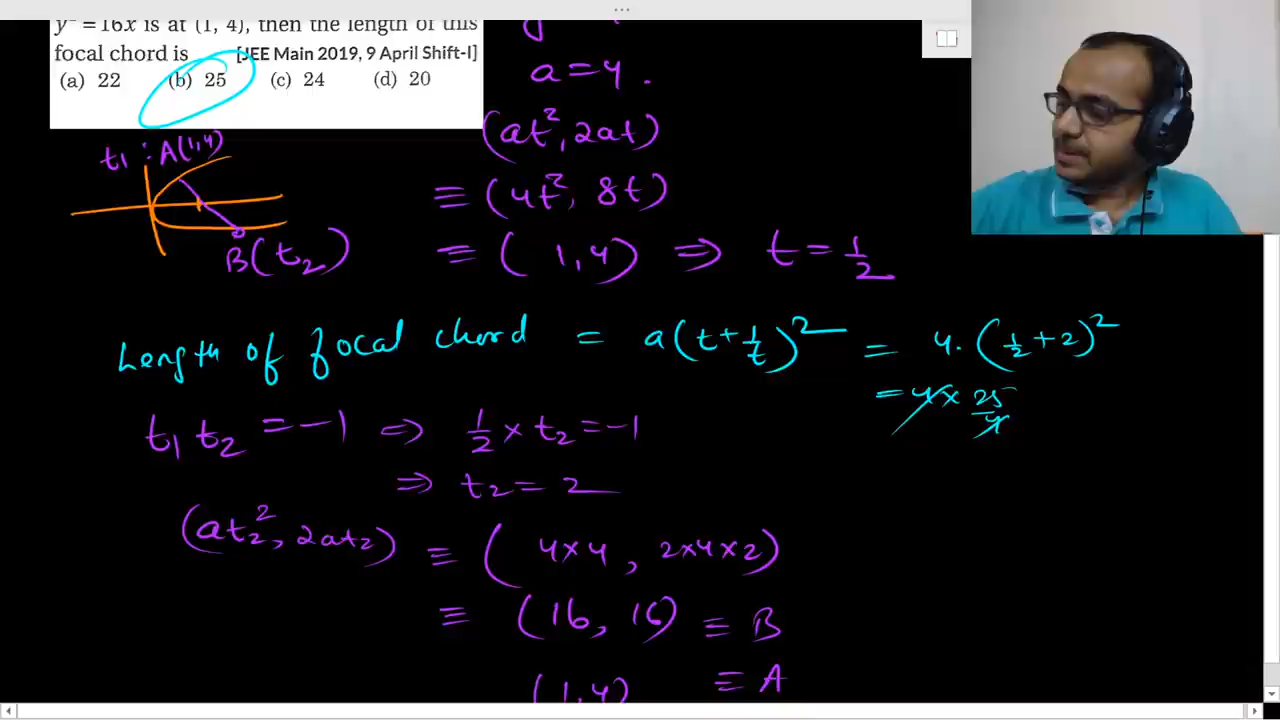 y² = 16x is at (1, 4), then the length of this
focal chord is [JEE Main 2019, 9 April Shift-I]
(a) 22 (b) 25 (c) 24 (d) 20
a = 4 .
(at², 2at)
t₁ : A(1,4)
≡ (4t², 8t)
B(t₂)
≡ (1,4) ⇒ t = 1/2
Length of focal chord = a(t+1/t)² = 4.(1/2+2)²
= 4 × 25/4
t₁ t₂ = -1 ⇒ 1/2 × t₂ = -1
⇒ t₂ = 2
(at₂², 2at₂) ≡ (4×4, 2×4×2)
≡ (16, 16) ≡ B
(1,4) ≡ A